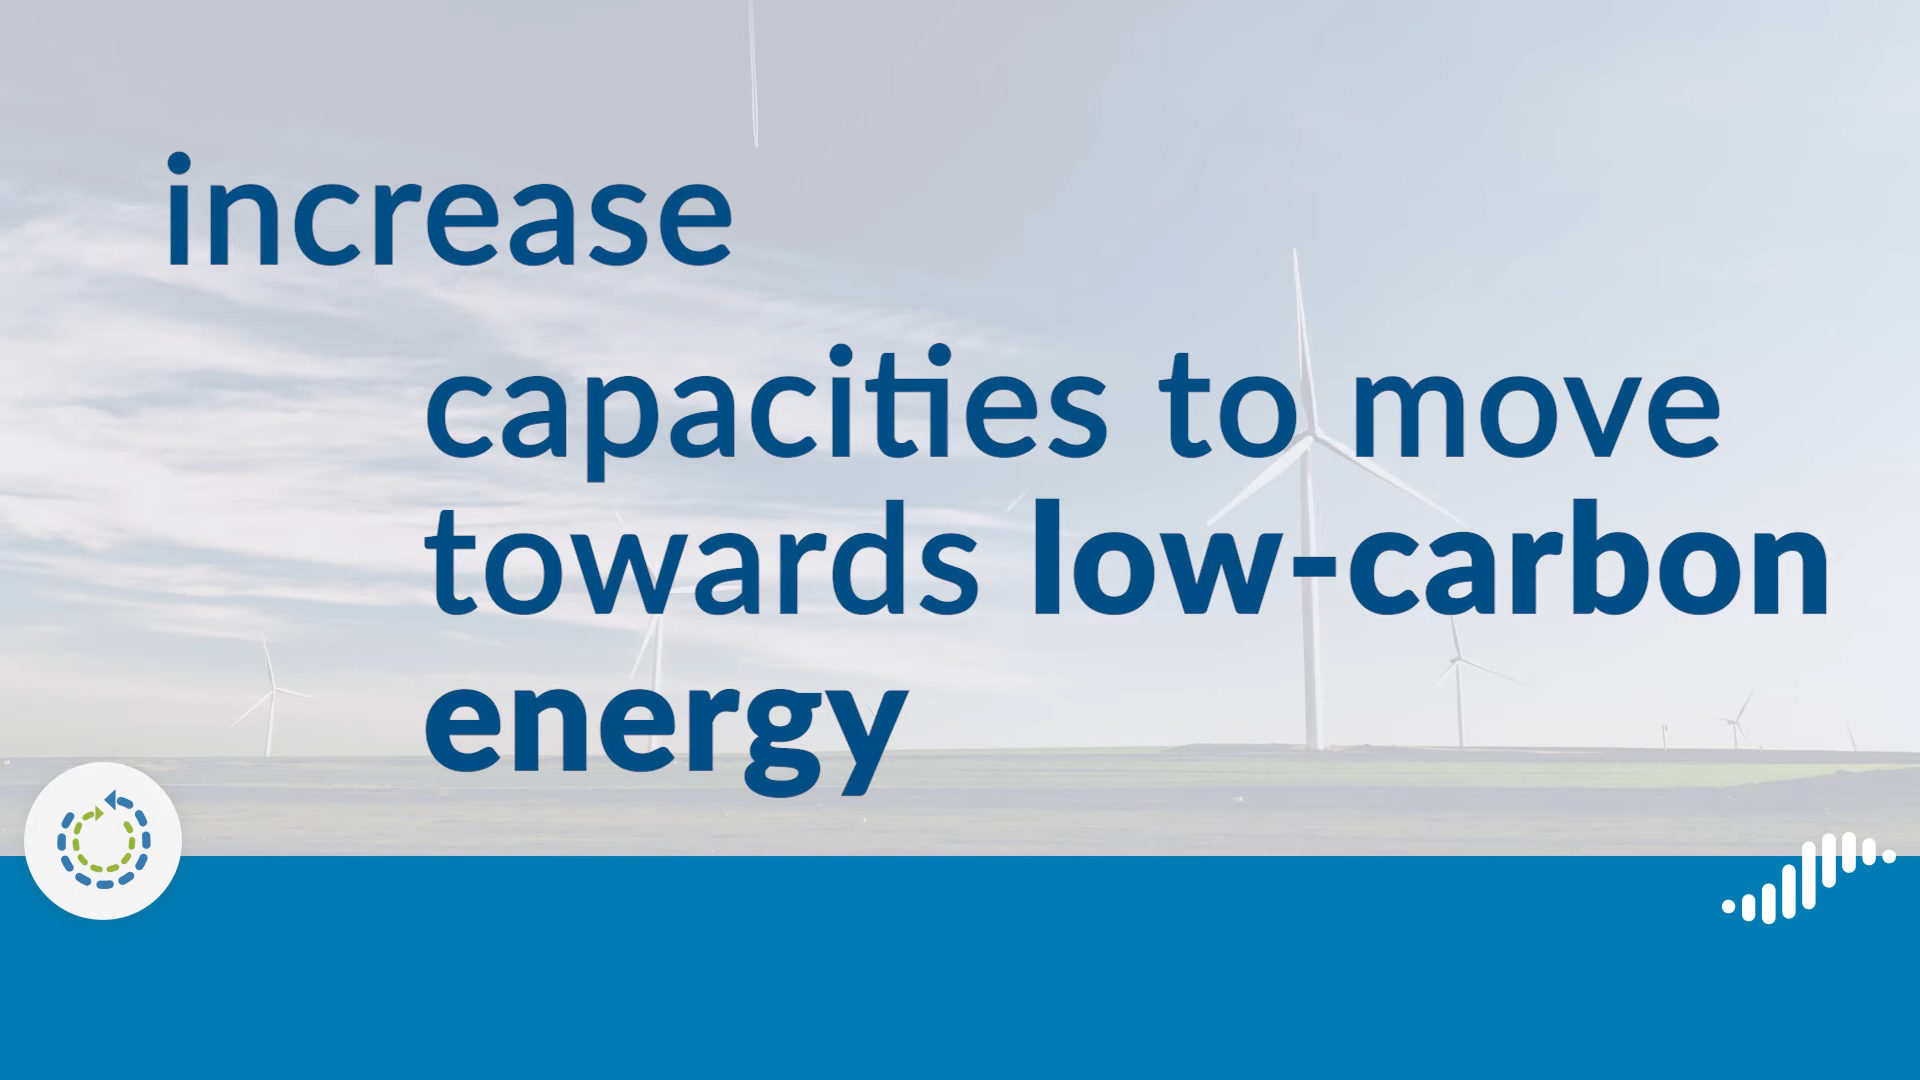 increase
capacities to move
towards low-carbon
energy